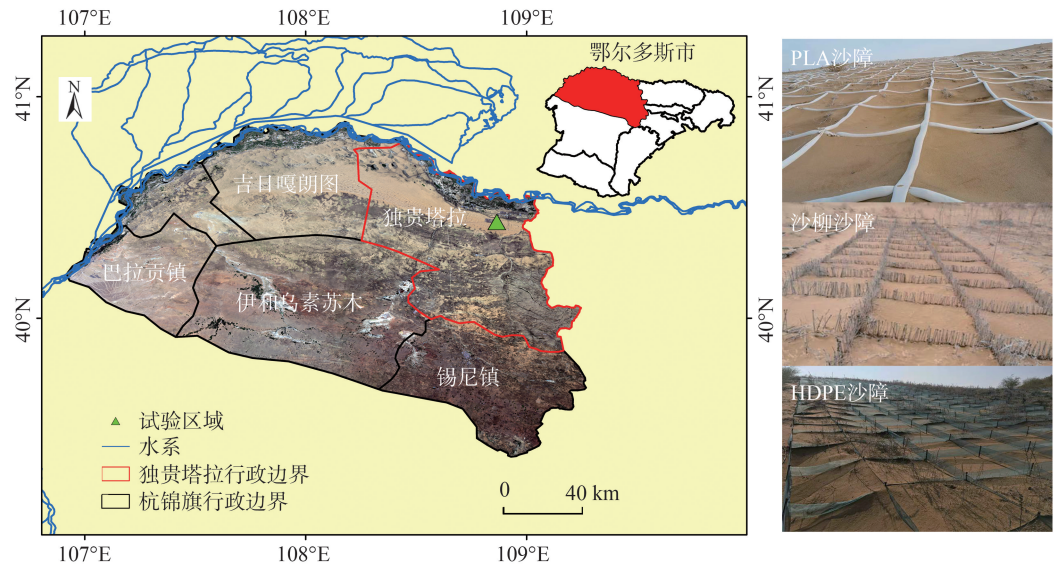 107°E
108°E
109°E
鄂尔多斯市
PLA沙障
41°N
N
41°N
吉日嘎朗图
独贵塔拉
沙柳沙障
巴拉贡镇
伊和乌素苏木
40°N
40°N
锡尼镇
HDPE沙障
试验区域
水系
独贵塔拉行政边界
杭锦旗行政边界
0 40 km
107°E
108°E
109°E